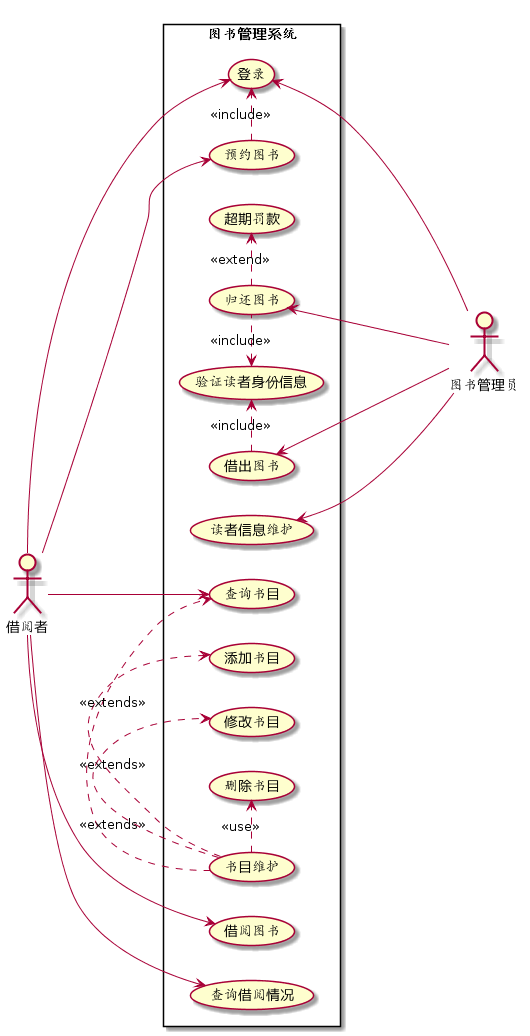 图书管理系统
登录
«include»
预约图书
超期罚款
«extend»
归还图书
«include»
验证读者身份信息
«include»
借出图书
读者信息维护
查询书目
添加书目
«extends»
修改书目
«extends»
删除书目
«extends»
«use»
书目维护
借阅图书
查询借阅情况
借阅者
图书管理员